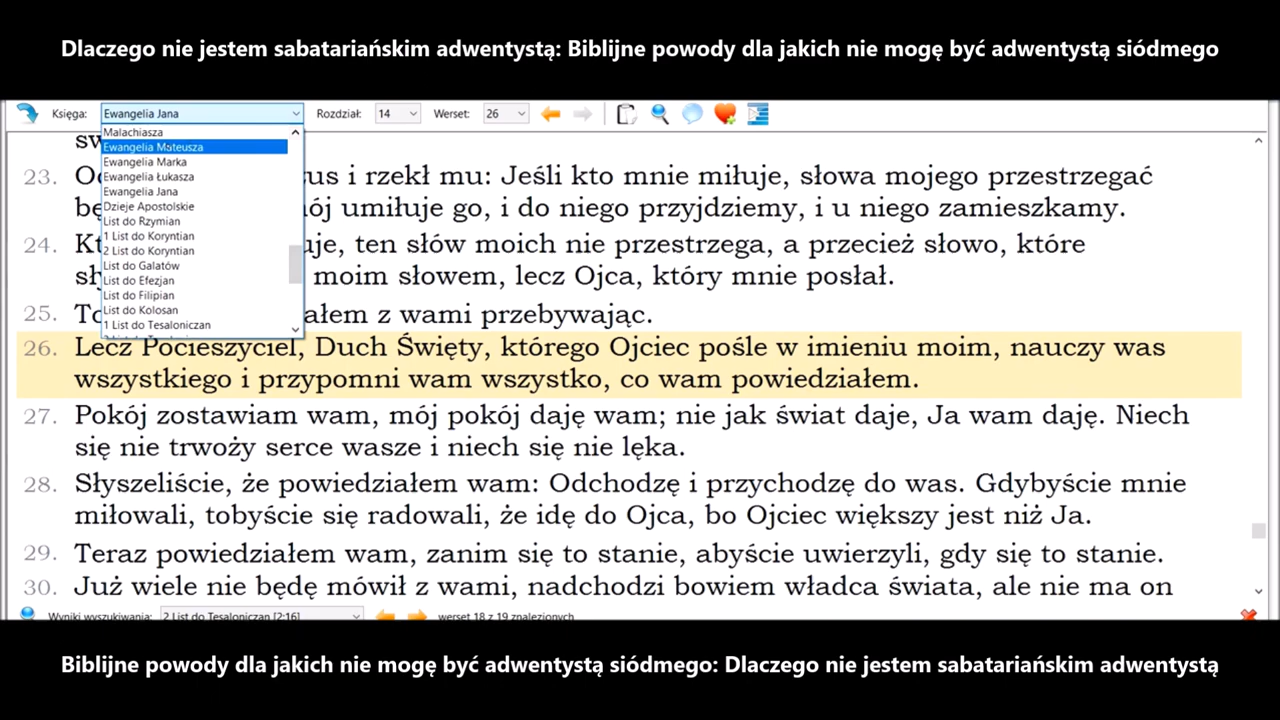 Dlaczego nie jestem sabatariańskim adwentystą: Biblijne powody dla jakich nie mogę być adwentystą siódmego
Księga: Ewangelia Jana Rozdział: 14 Werset: 26
Malachiasza
Ewangelia Mateusza
Ewangelia Marka
Ewangelia Łukasza
Ewangelia Jana
Dzieje Apostolskie
List do Rzymian
1 List do Koryntian
2 List do Koryntian
List do Galatów
List do Efezjan
List do Filipian
List do Kolosan
1 List do Tesaloniczan
23. i rzekł mu: Jeśli kto mnie miłuje, słowa mojego przestrzegać
umiłuje go, i do niego przyjdziemy, i u niego zamieszkamy.
24. ten słów moich nie przestrzega, a przecież słowo, które
moim słowem, lecz Ojca, który mnie posłał.
25. z wami przebywając.
26. Lecz Pocieszyciel, Duch Święty, którego Ojciec pośle w imieniu moim, nauczy was
wszystkiego i przypomni wam wszystko, co wam powiedziałem.
27. Pokój zostawiam wam, mój pokój daję wam; nie jak świat daje, Ja wam daję. Niech
się nie trwoży serce wasze i niech się nie lęka.
28. Słyszeliście, że powiedziałem wam: Odchodzę i przychodzę do was. Gdybyście mnie
miłowali, tobyście się radowali, że idę do Ojca, bo Ojciec większy jest niż Ja.
29. Teraz powiedziałem wam, zanim się to stanie, abyście uwierzyli, gdy się to stanie.
30. Już wiele nie będę mówił z wami, nadchodzi bowiem władca świata, ale nie ma on
Wyniki wyszukiwania: 2 List do Tesaloniczan [2:16] werset 18 z 19 znalezionych
Biblijne powody dla jakich nie mogę być adwentystą siódmego: Dlaczego nie jestem sabatariańskim adwentystą